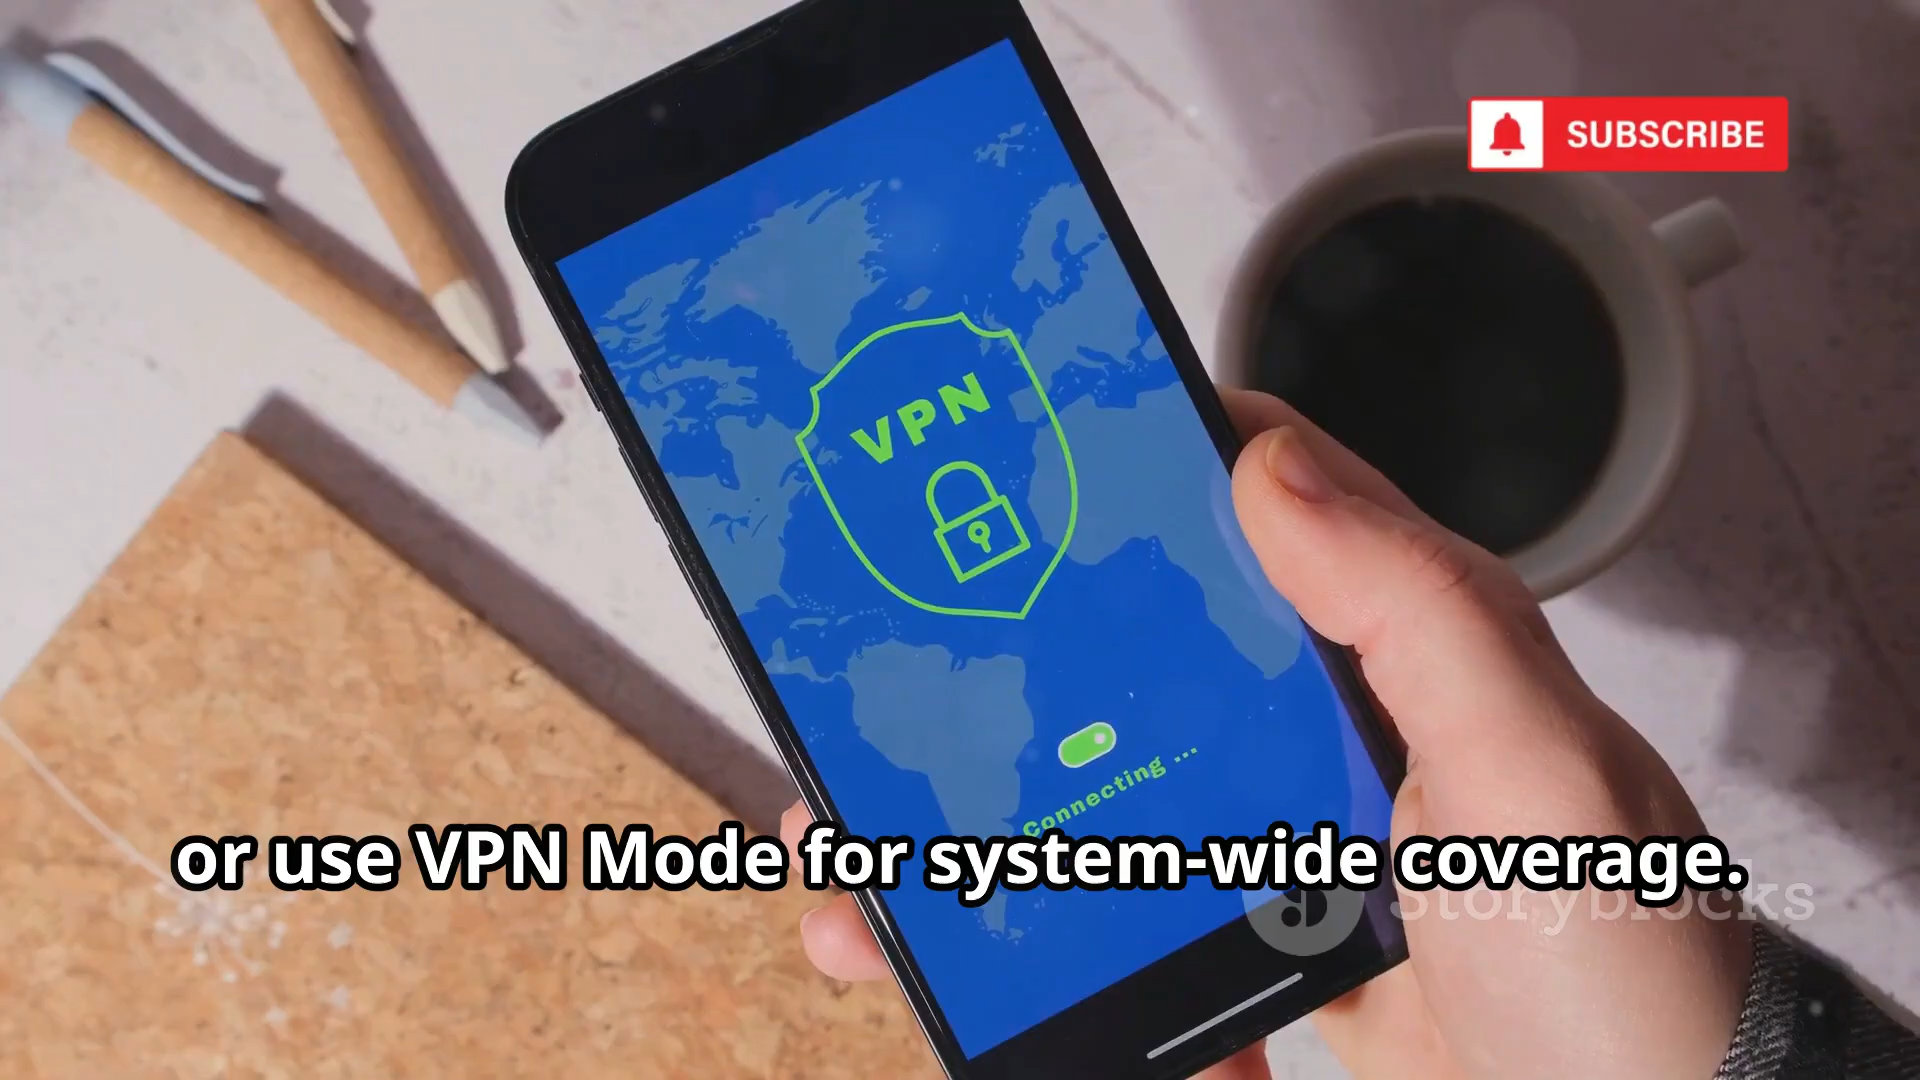 SUBSCRIBE
VPN
Connecting ...
or use VPN Mode for system-wide coverage.
Storyblocks